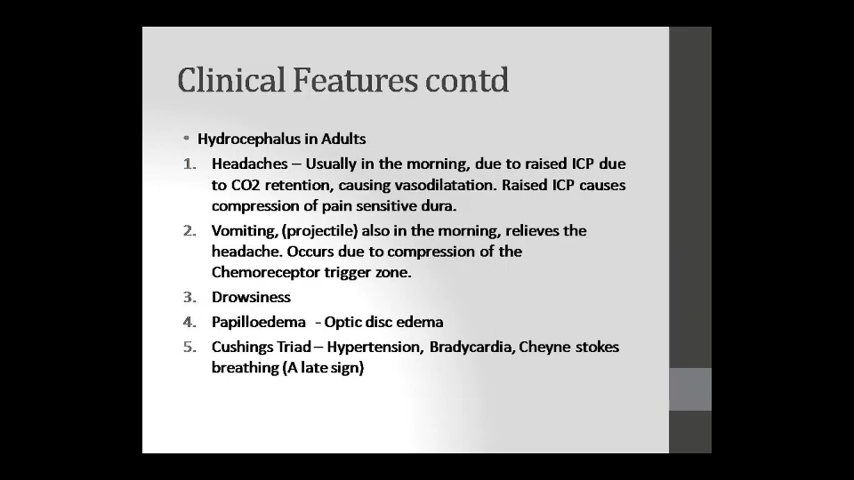 Clinical Features contd
• Hydrocephalus in Adults
1. Headaches – Usually in the morning, due to raised ICP due
to CO2 retention, causing vasodilatation. Raised ICP causes
compression of pain sensitive dura.
2. Vomiting, (projectile) also in the morning, relieves the
headache. Occurs due to compression of the
Chemoreceptor trigger zone.
3. Drowsiness
4. Papilloedema - Optic disc edema
5. Cushings Triad – Hypertension, Bradycardia, Cheyne stokes
breathing (A late sign)